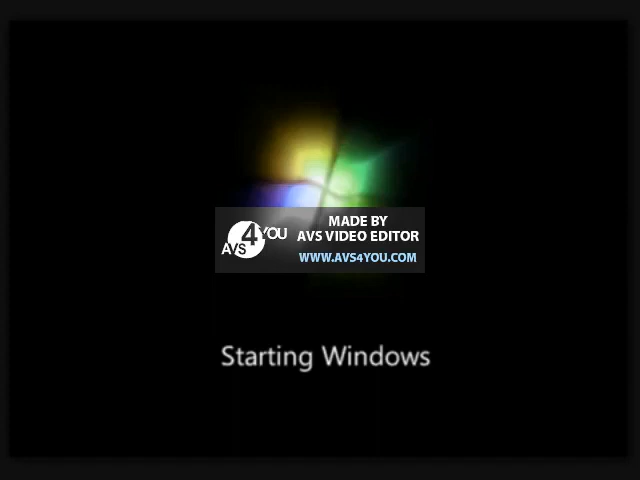 AVS4YOU
MADE BY
AVS VIDEO EDITOR
WWW.AVS4YOU.COM
Starting Windows